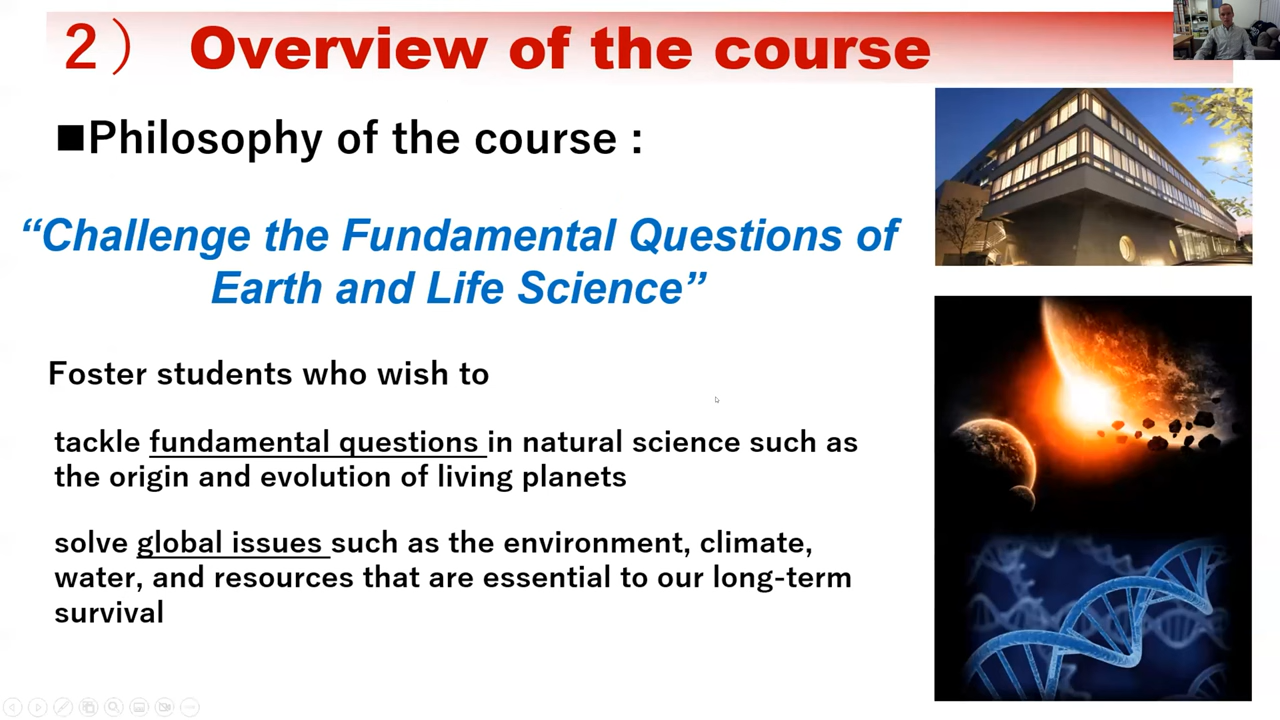 2） Overview of the course
■Philosophy of the course :
“Challenge the Fundamental Questions of
Earth and Life Science”
Foster students who wish to
tackle fundamental questions in natural science such as
the origin and evolution of living planets
solve global issues such as the environment, climate,
water, and resources that are essential to our long-term
survival